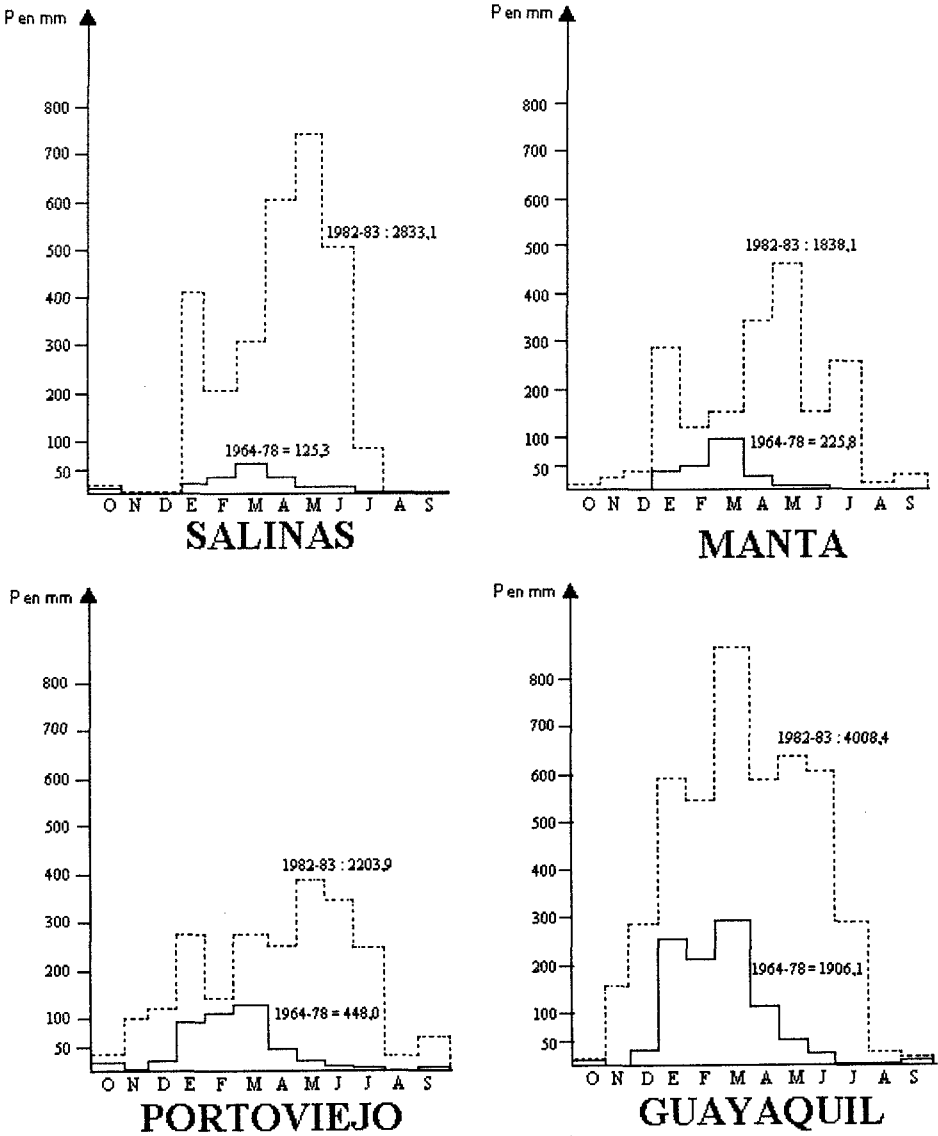 P en mm
800
700
600
500
400
300
200
100
50
1982-83 : 2833,1
1964-78 = 125,3
O N D E F M A M J J A S
SALINAS
P en mm
800
700
600
500
400
300
200
100
50
1982-83 : 1838,1
1964-78 = 225,8
O N D E F M A M J J A S
MANTA
P en mm
800
700
600
500
400
300
200
100
50
1982-83 : 2203,9
1964-78 = 448,0
O N D E F M A M J J A S
PORTOVIEJO
P en mm
800
700
600
500
400
300
200
100
50
1982-83 : 4008,4
1964-78 = 1906,1
O N D E F M A M J J A S
GUAYAQUIL